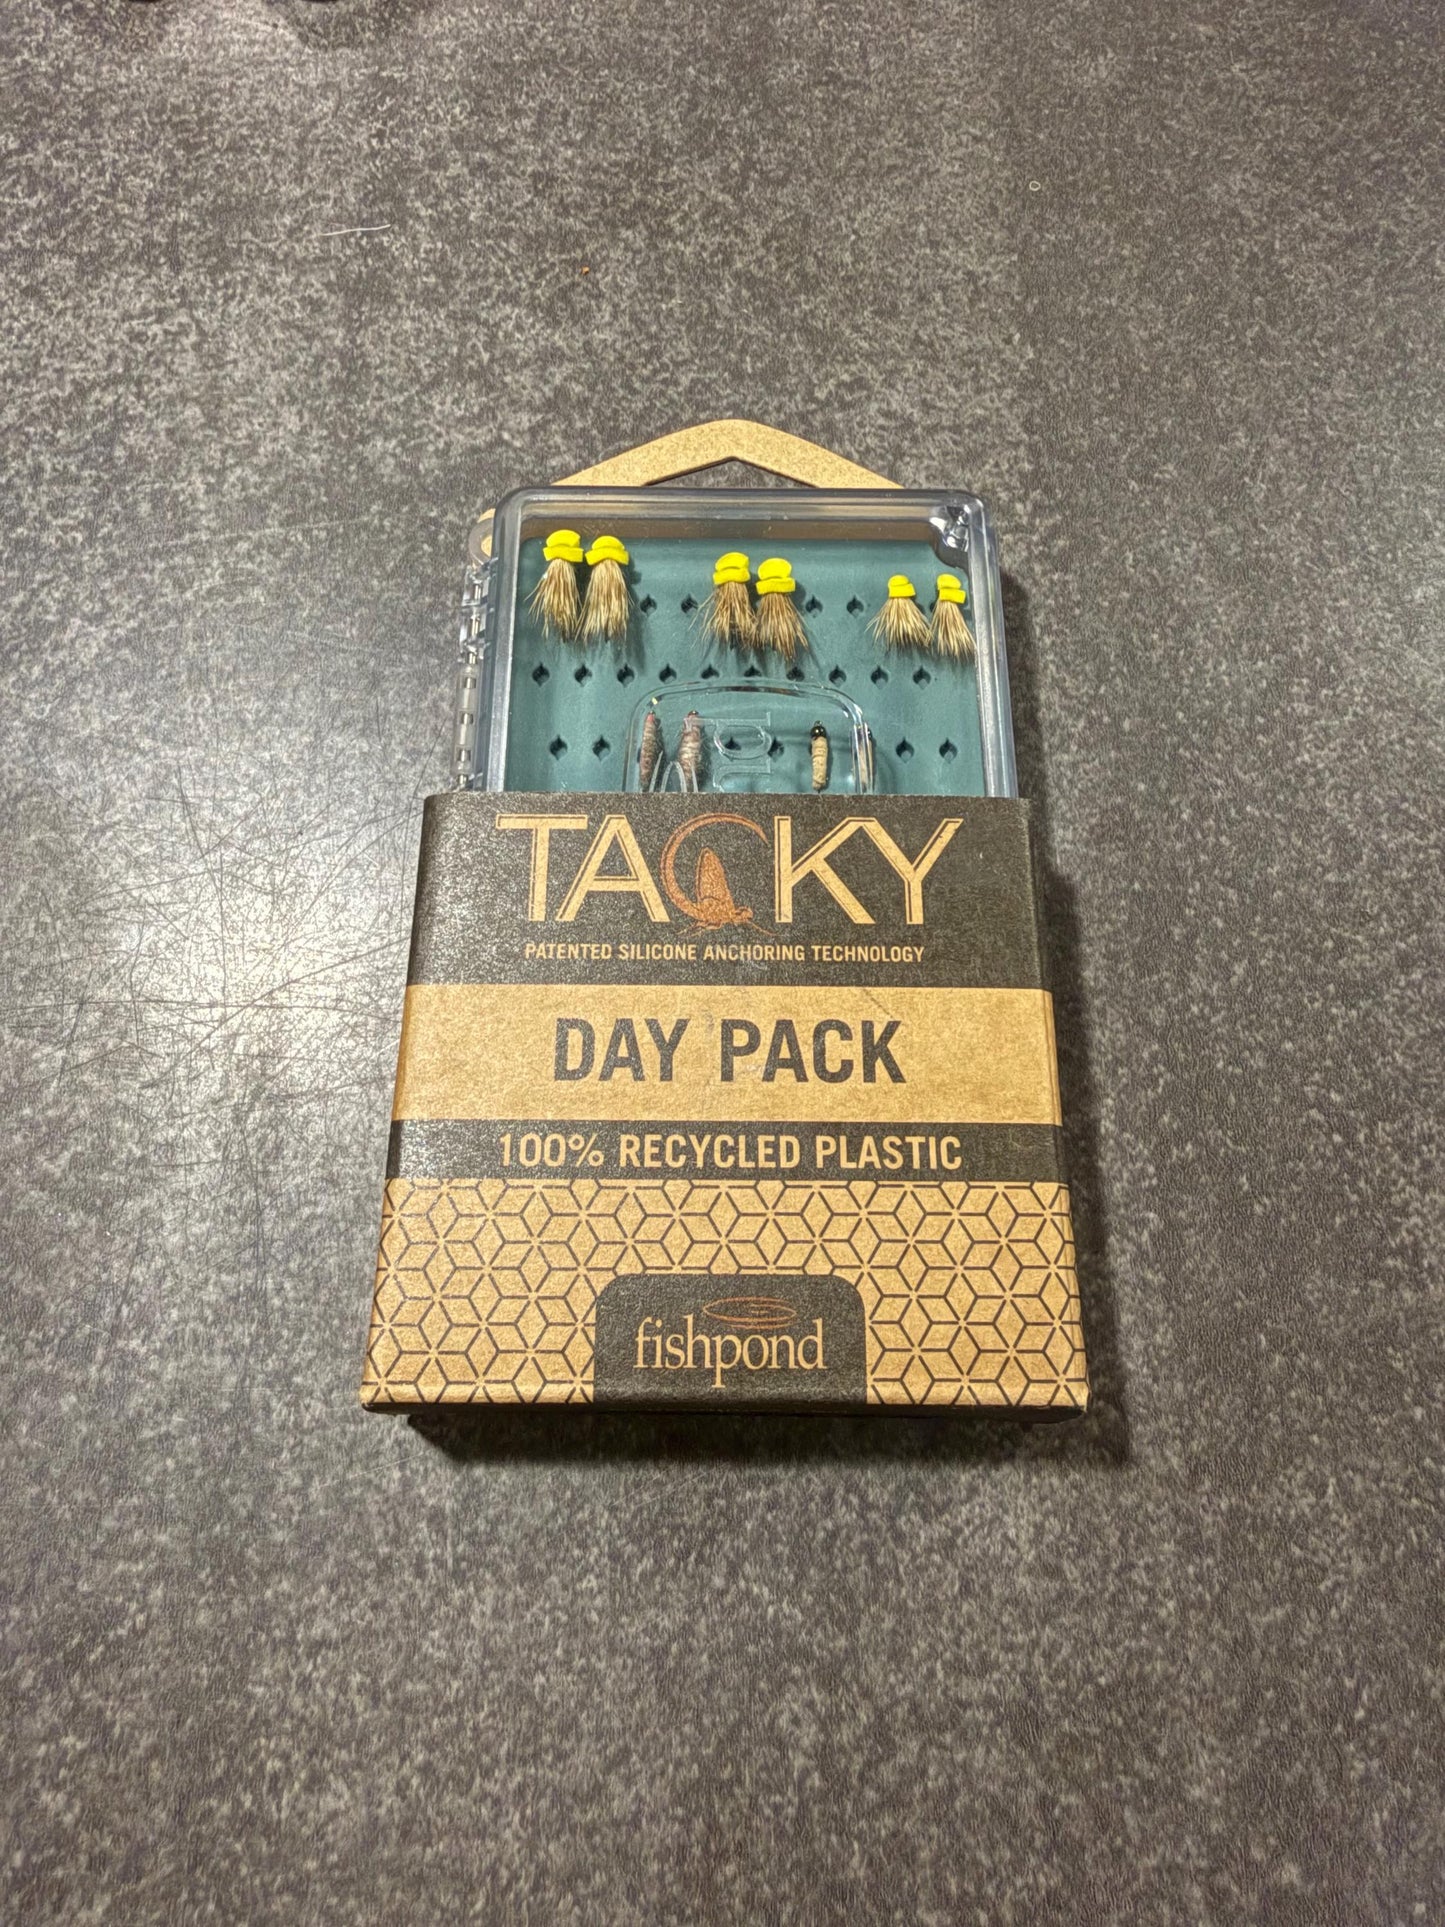 TACKY
PATENTED SILICONE ANCHORING TECHNOLOGY
DAY PACK
100% RECYCLED PLASTIC
fishpond